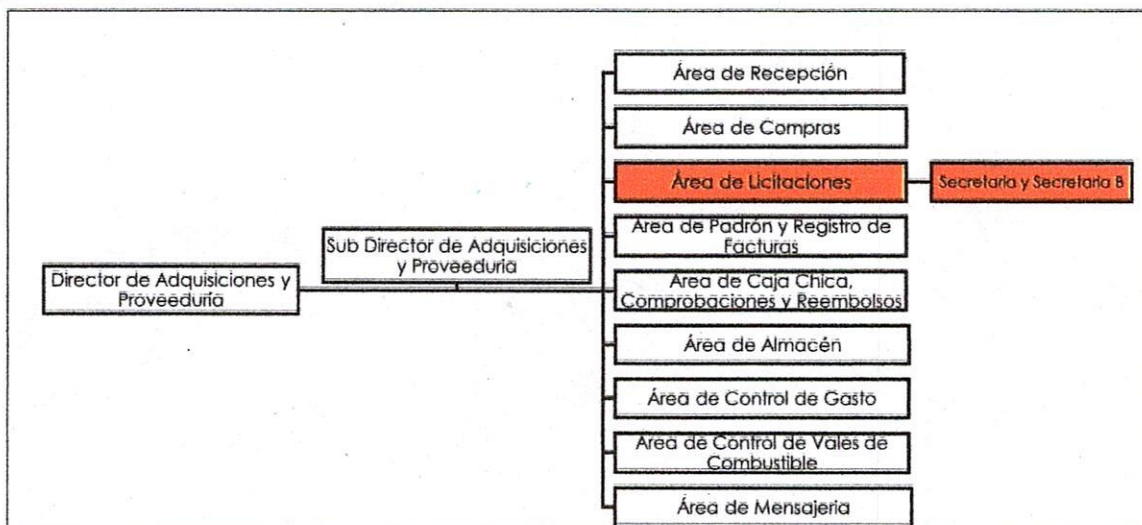 Área de Recepción
Área de Compras
Área de Licitaciones
Secretaria y Secretaria B
Área de Padrón y Registro de
Facturas
Sub Director de Adquisiciones
y Proveeduria
Director de Adquisiciones y
Proveeduría
Área de Caja Chica,
Comprobaciones y Reembolsos
Área de Almacén
Área de Control de Gasto
Área de Control de Vales de
Combustible
Área de Mensajeria